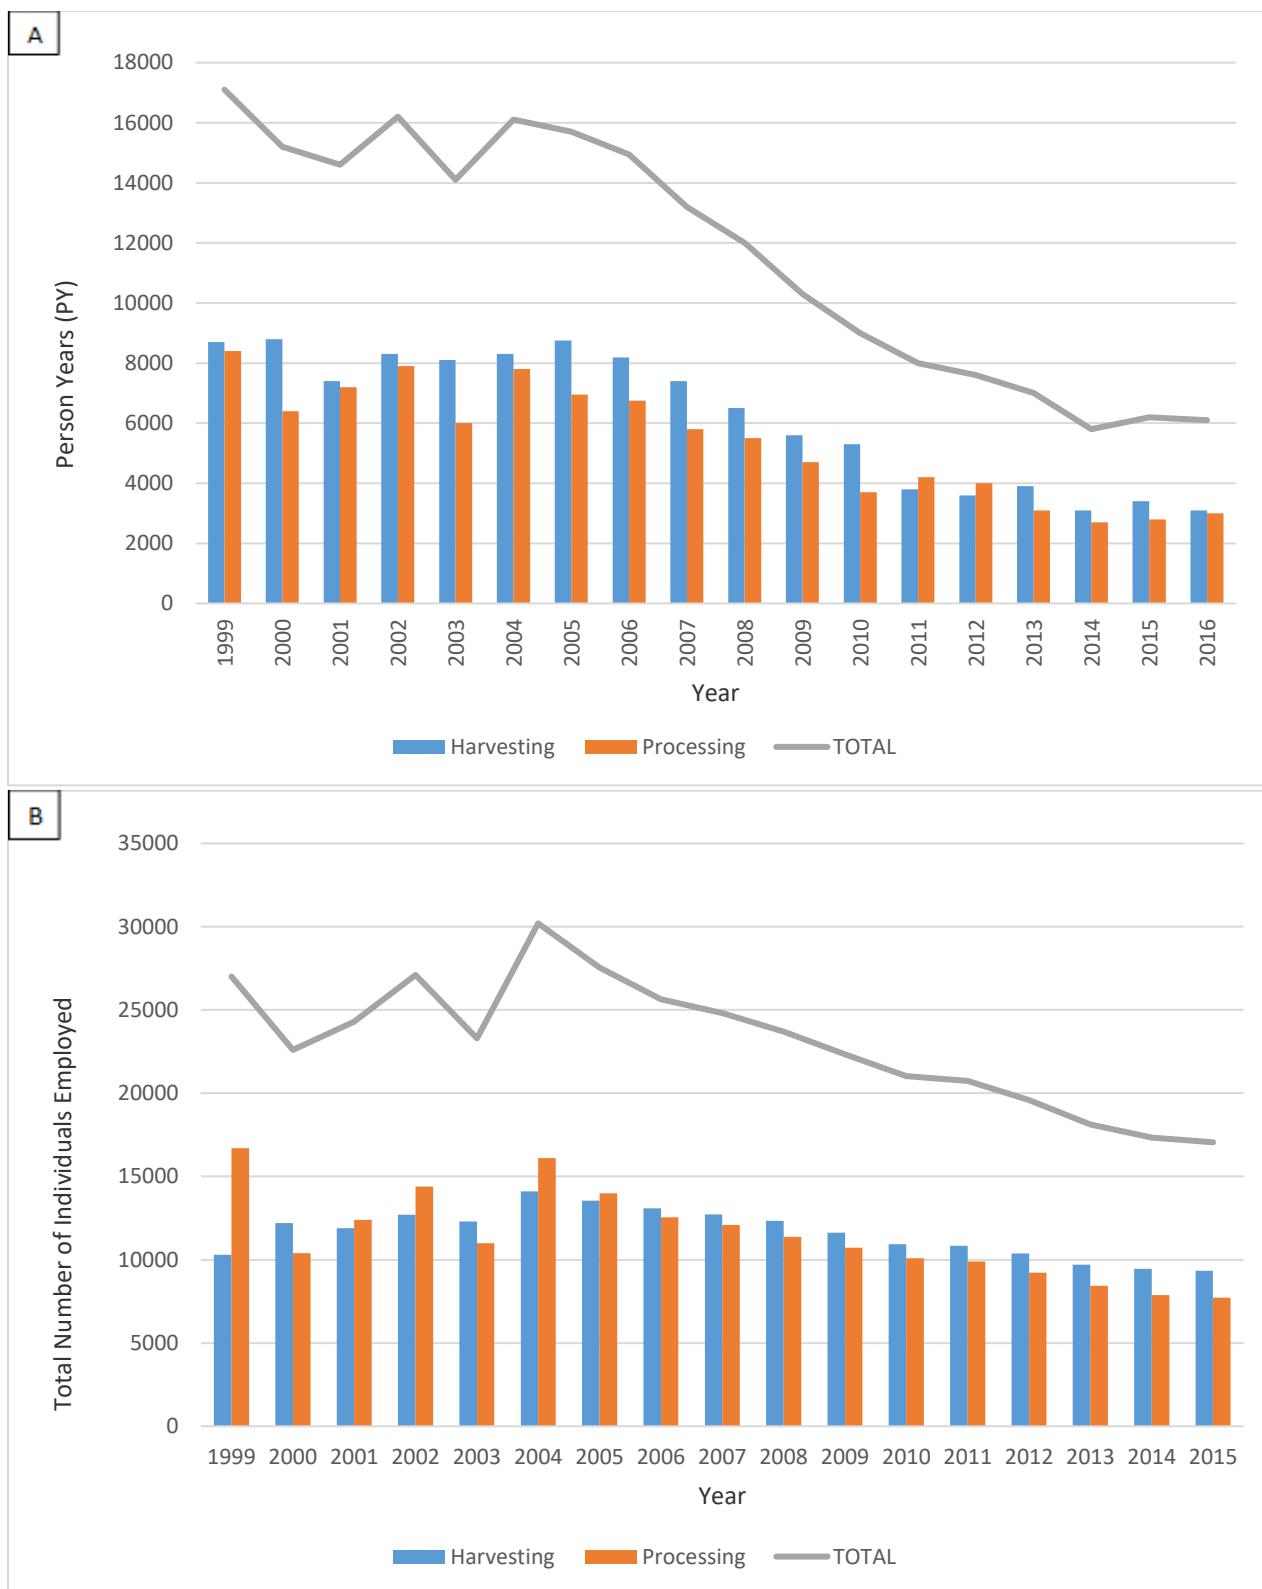 A
18000
16000
14000
12000
10000
8000
6000
4000
2000
0
Person Years (PY)
1999 2000 2001 2002 2003 2004 2005 2006 2007 2008 2009 2010 2011 2012 2013 2014 2015 2016
Year
Harvesting Processing TOTAL
B
35000
30000
25000
20000
15000
10000
5000
0
Total Number of Individuals Employed
1999 2000 2001 2002 2003 2004 2005 2006 2007 2008 2009 2010 2011 2012 2013 2014 2015
Year
Harvesting Processing TOTAL